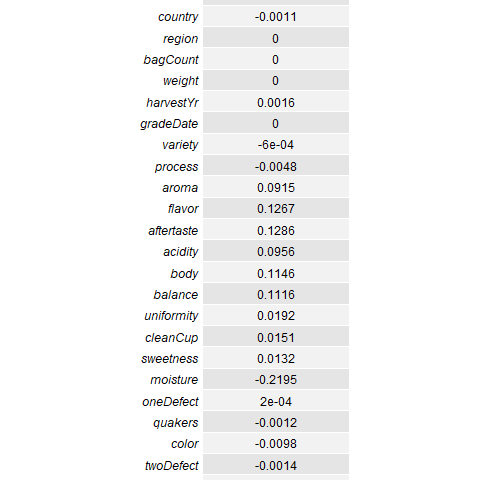 country -0.0011
region 0
bagCount 0
weight 0
harvestYr 0.0016
gradeDate 0
variety -6e-04
process -0.0048
aroma 0.0915
flavor 0.1267
aftertaste 0.1286
acidity 0.0956
body 0.1146
balance 0.1116
uniformity 0.0192
cleanCup 0.0151
sweetness 0.0132
moisture -0.2195
oneDefect 2e-04
quakers -0.0012
color -0.0098
twoDefect -0.0014